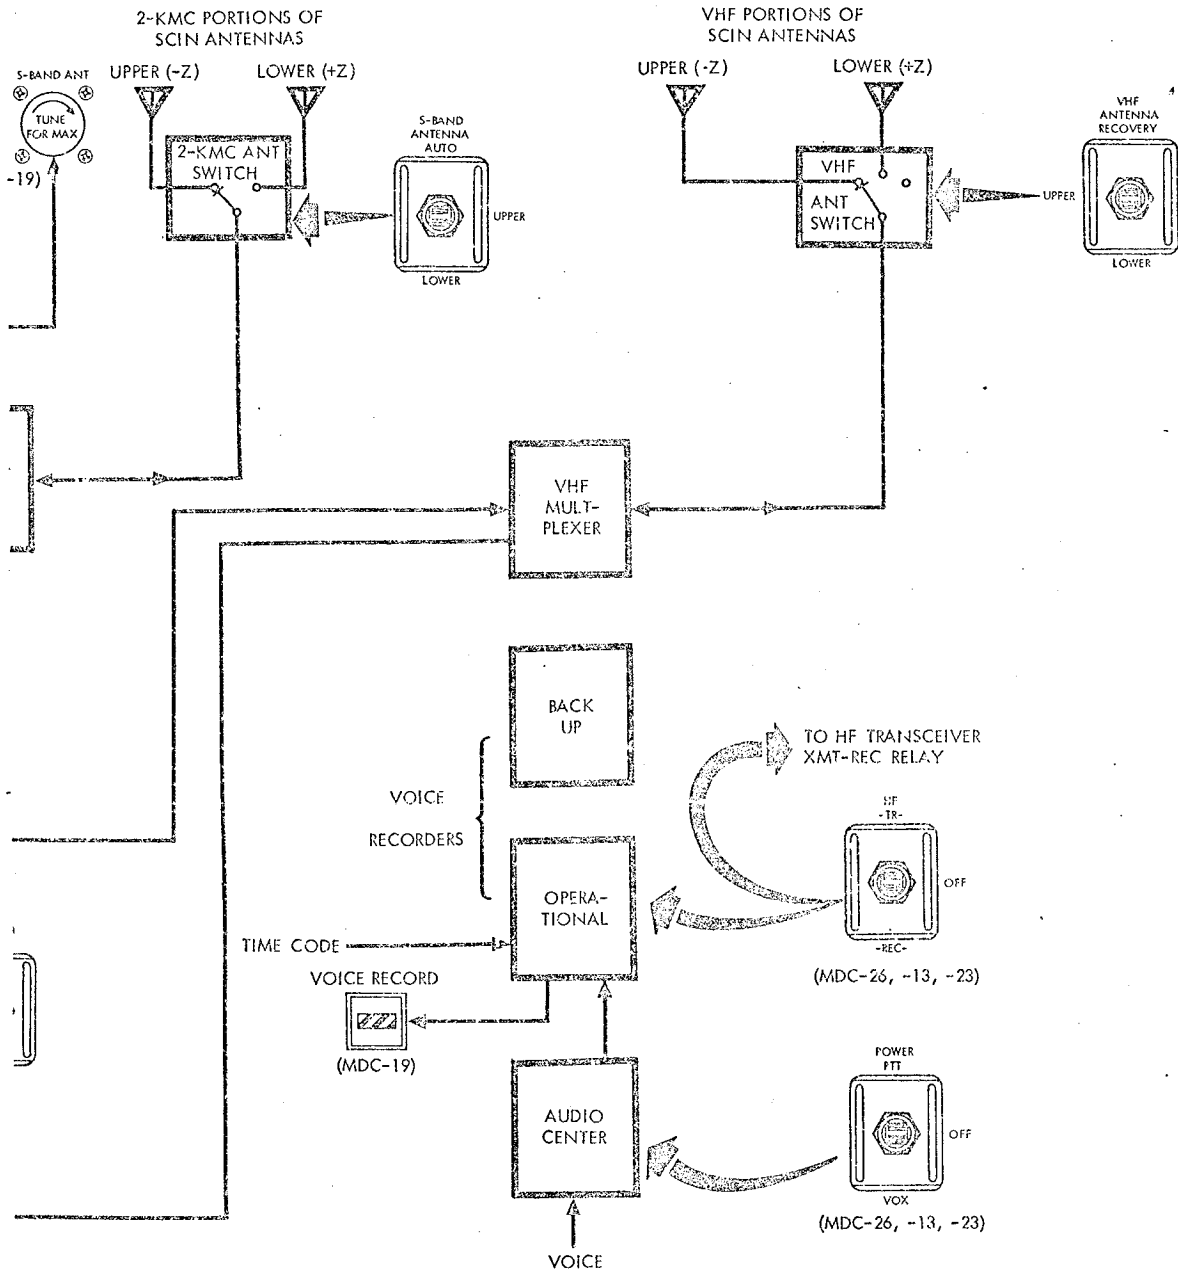 2-KMC PORTIONS OF
SCIN ANTENNAS
VHF PORTIONS OF
SCIN ANTENNAS
S-BAND ANT
UPPER (-Z)
LOWER (+Z)
UPPER (-Z)
LOWER (+Z)
TUNE
FOR MAX
-19)
2-KMC ANT
SWITCH
S-BAND
ANTENNA
AUTO
UPPER
LOWER
VHF
ANT
SWITCH
VHF
ANTENNA
RECOVERY
UPPER
LOWER
VHF
MULT-
PLEXER
BACK
UP
VOICE
RECORDERS
TO HF TRANSCEIVER
XMT-REC RELAY
HF
-TR-
OFF
-REC-
(MDC-26, -13, -23)
OPERA-
TIONAL
TIME CODE
VOICE RECORD
(MDC-19)
AUDIO
CENTER
POWER
PTT
OFF
VOX
(MDC-26, -13, -23)
VOICE